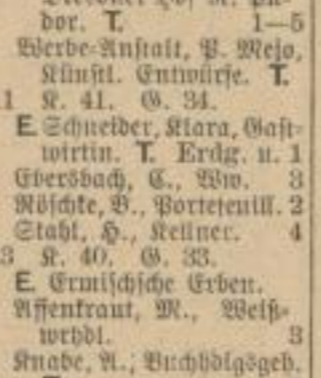 dor. T. 1—5
Werbe-Anstalt, P. Mejo,
Künstl. Entwürfe. T.
1 K. 41. G. 34.
E Schneider, Klara, Gast-
wirtin. T. Erdg. u. 1
Ebersbach, C., Ww. 3
Röschke, B., Portefeuill. 2
Stahl, H., Kellner. 4
3 K. 40. G. 33.
E. Ermischsche Erben.
Affenkraut, M., Weiß-
wrhdl. 3
Knabe, A., Buchhdlgsgeh.